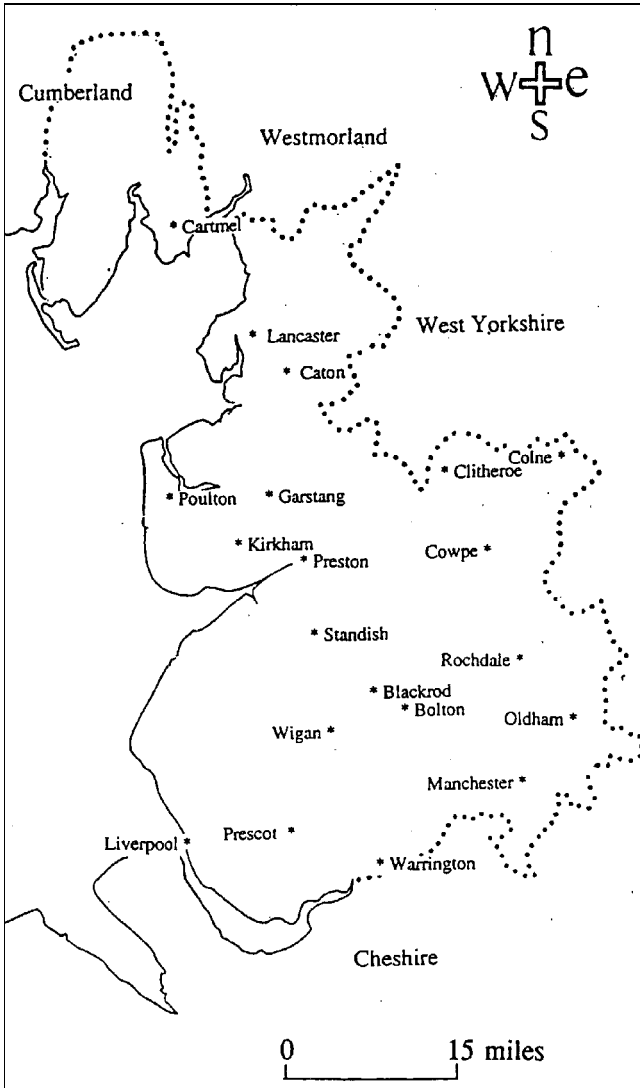 n
Cumberland
w e
s
Westmorland
* Cartmel
West Yorkshire
* Lancaster
* Caton
Colne *
* Clitheroe
* Poulton
* Garstang
* Kirkham
Cowpe *
* Preston
* Standish
Rochdale *
* Blackrod
* Bolton
Oldham *
Wigan *
Manchester *
Prescot *
Liverpool *
* Warrington
Cheshire
0 15 miles